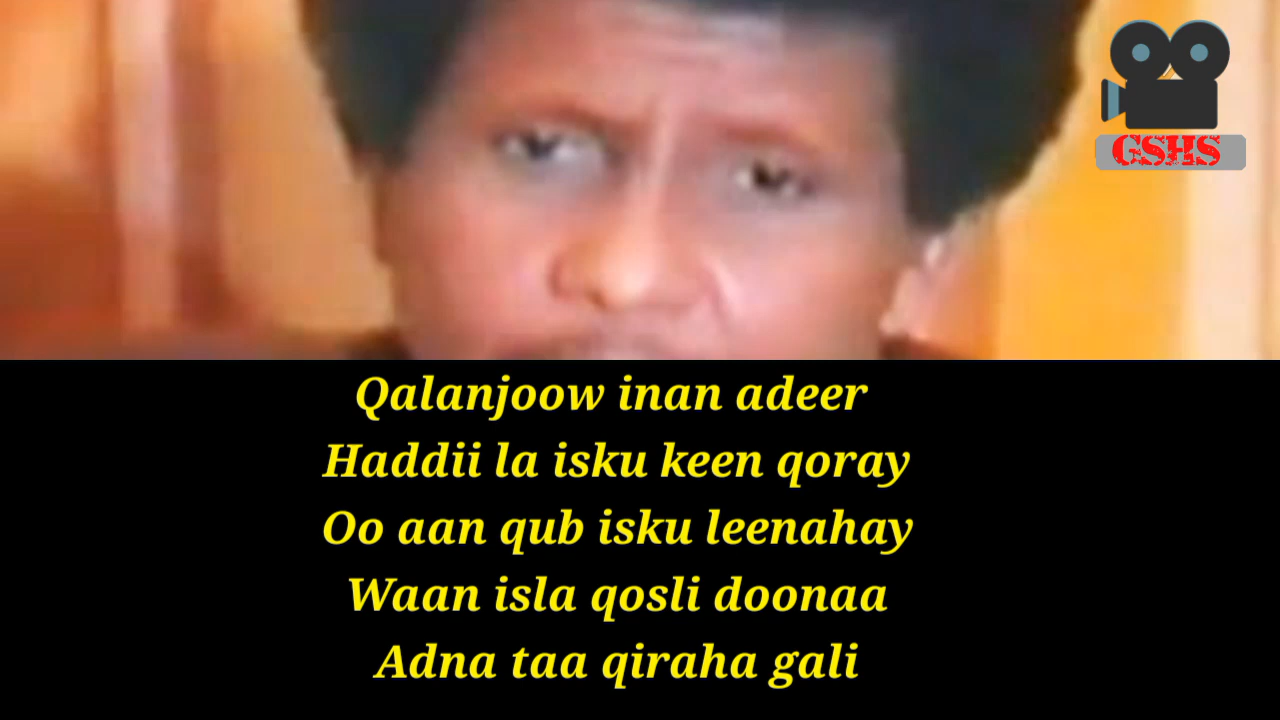 GSHS
Qalanjoow inan adeer
Haddii la isku keen qoray
Oo aan qub isku leenahay
Waan isla qosli doonaa
Adna taa qiraha gali